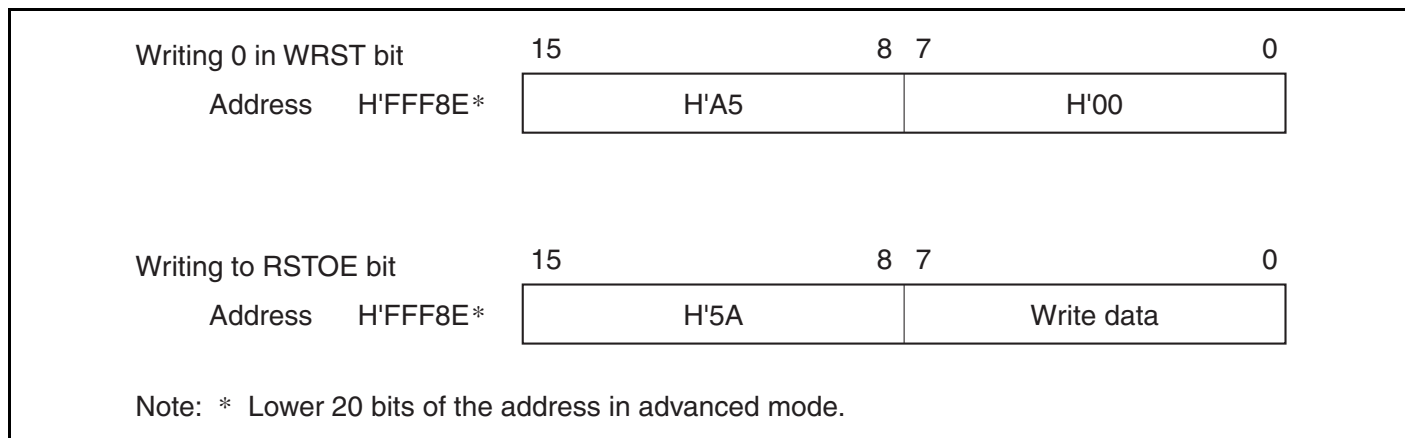 Writing 0 in WRST bit 15 8 7 0
Address H'FFF8E* H'A5 H'00
Writing to RSTOE bit 15 8 7 0
Address H'FFF8E* H'5A Write data
Note: * Lower 20 bits of the address in advanced mode.